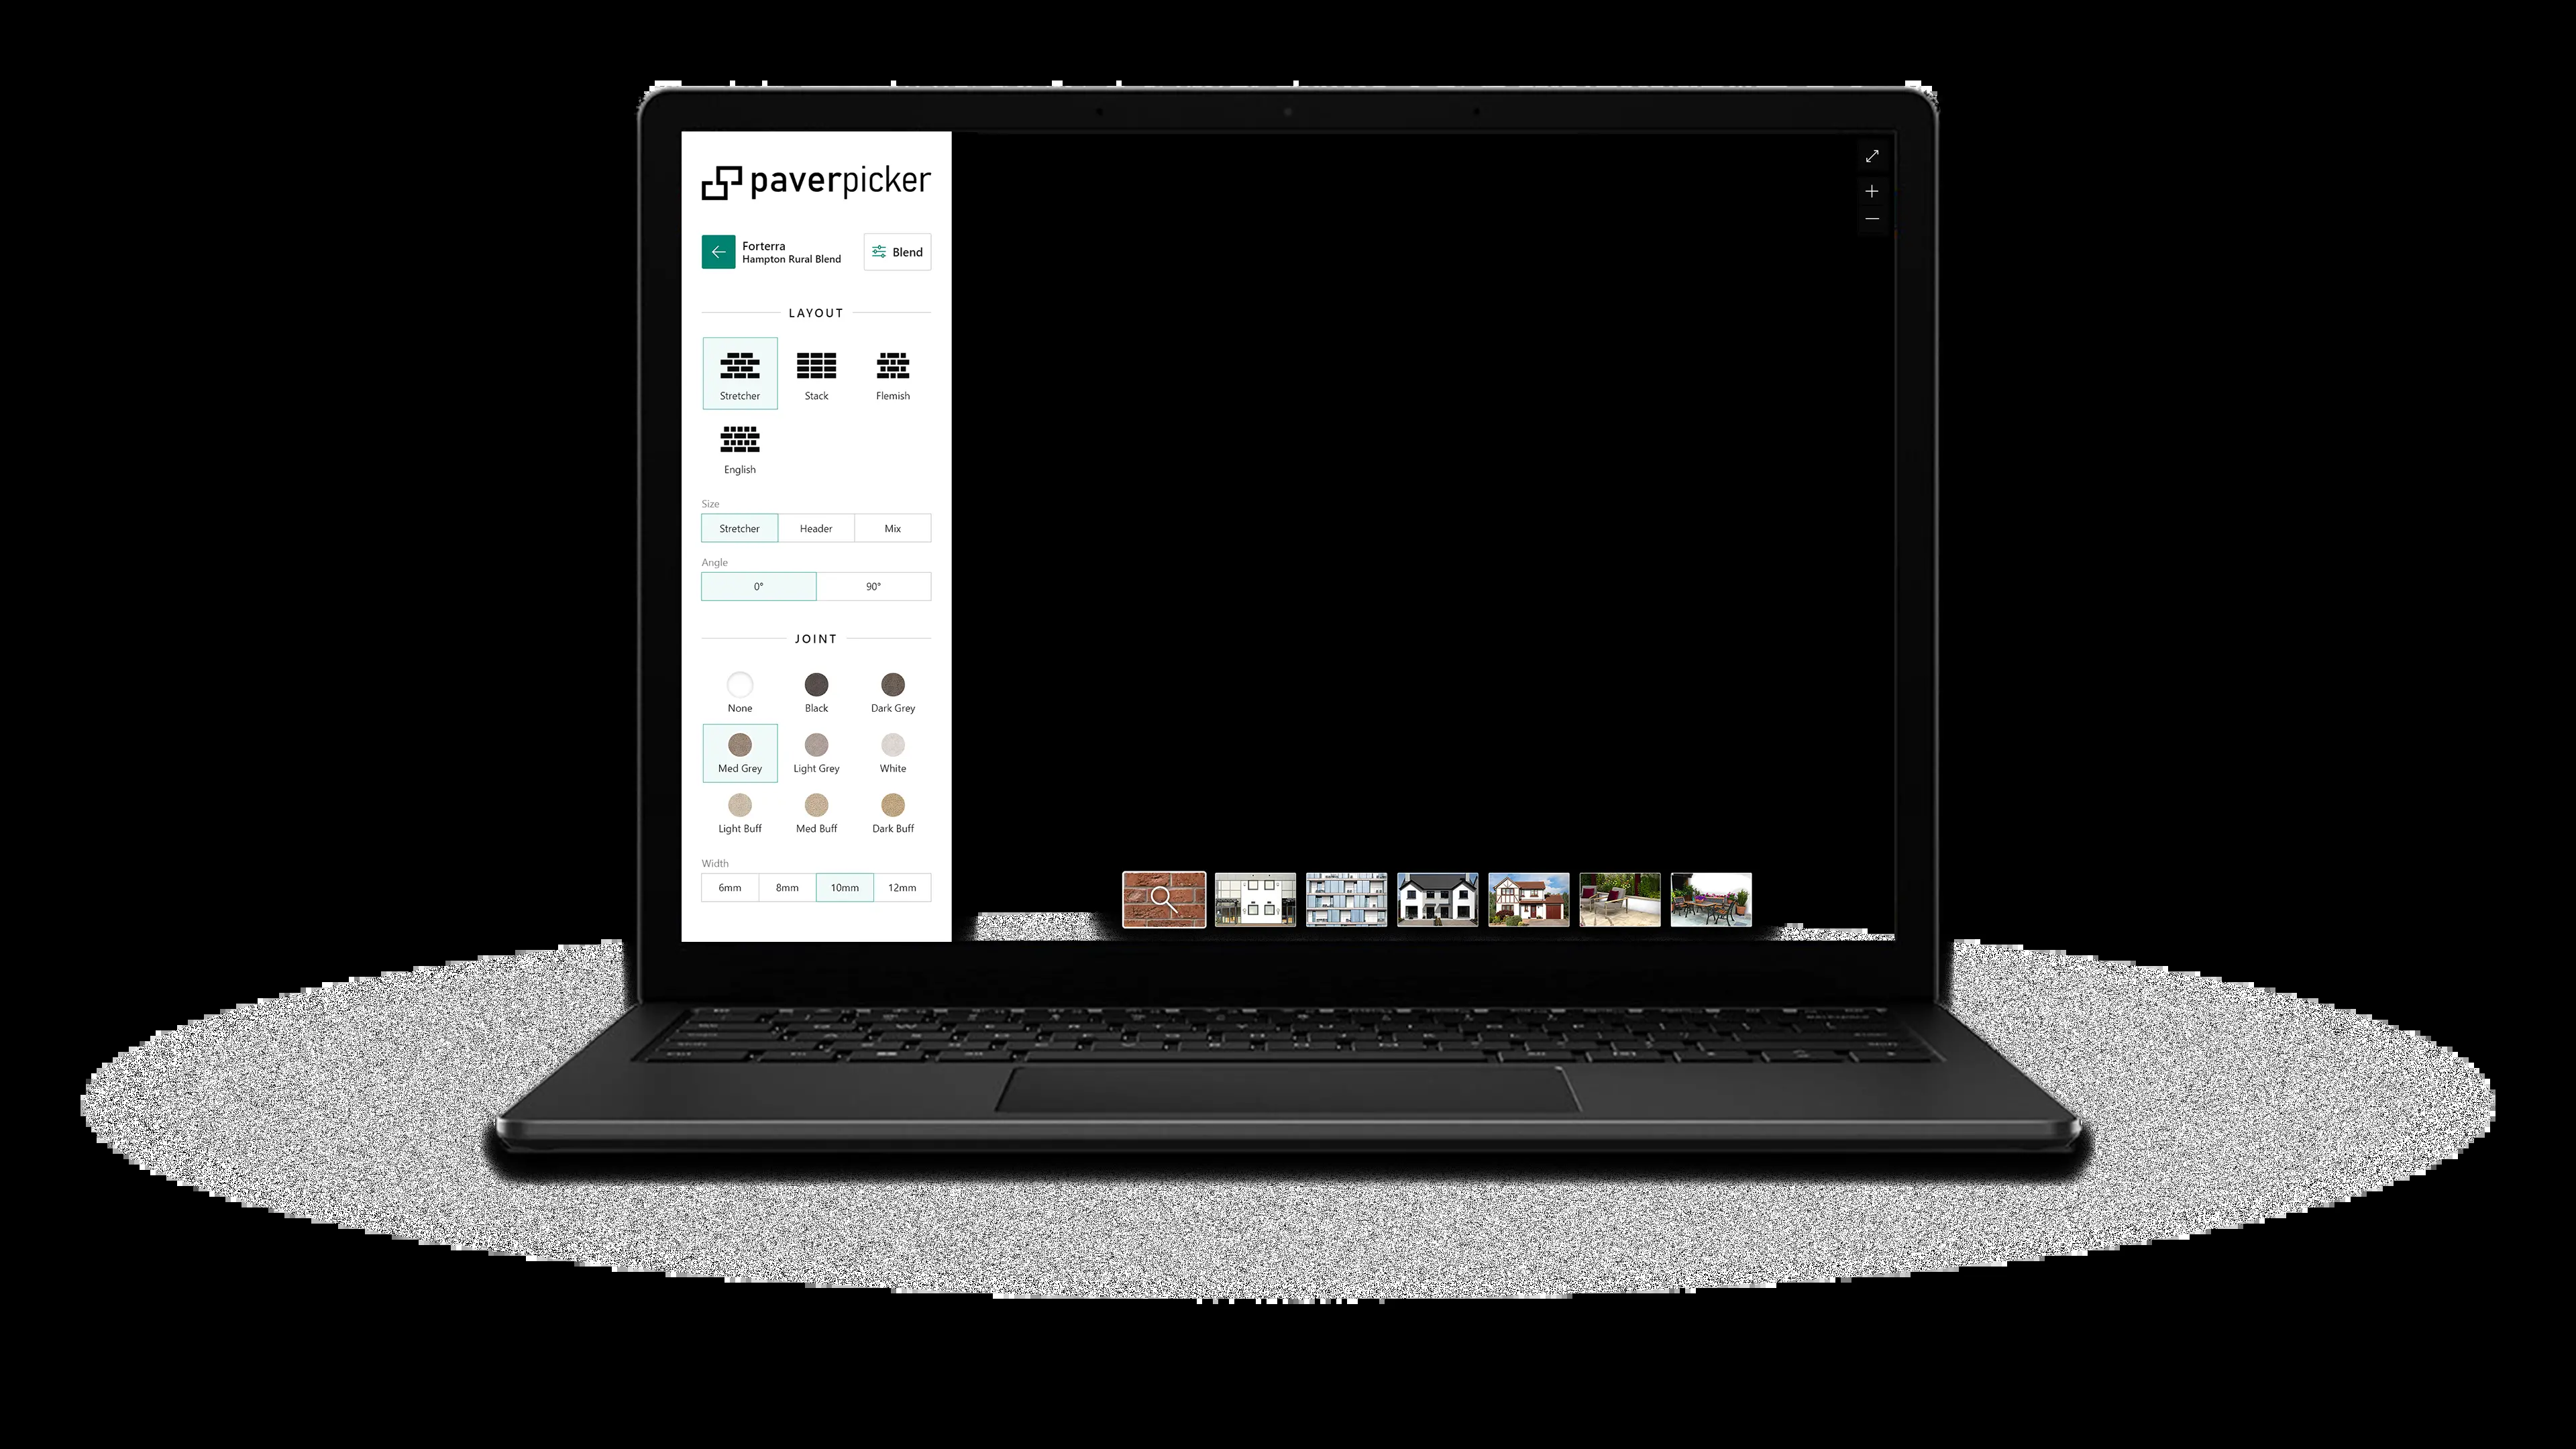 paverpicker
Forterra
Hampton Rural Blend
Blend
LAYOUT
Stretcher
Stack
Flemish
English
Size
Stretcher
Header
Mix
Angle
0°
90°
JOINT
None
Black
Dark Grey
Med Grey
Light Grey
White
Light Buff
Med Buff
Dark Buff
Width
6mm
8mm
10mm
12mm